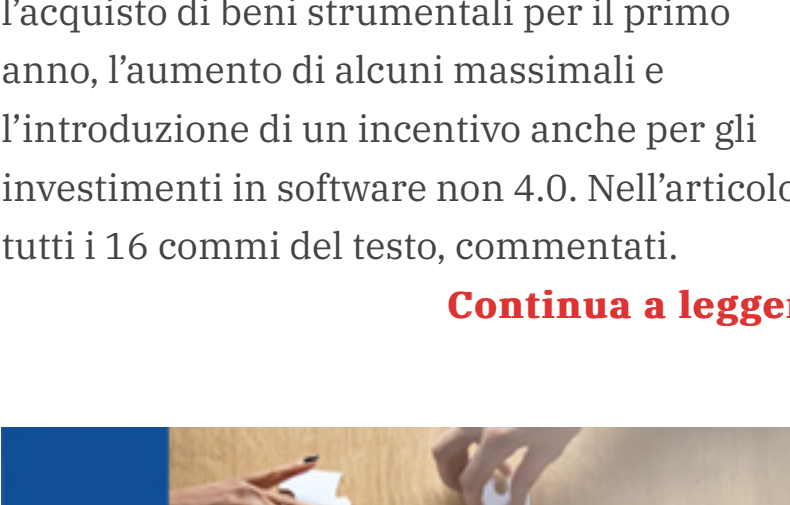 l’acquisto di beni strumentali per il primo
anno, l’aumento di alcuni massimali e
l’introduzione di un incentivo anche per gli
investimenti in software non 4.0. Nell’articolo
tutti i 16 commi del testo, commentati.
Continua a legger